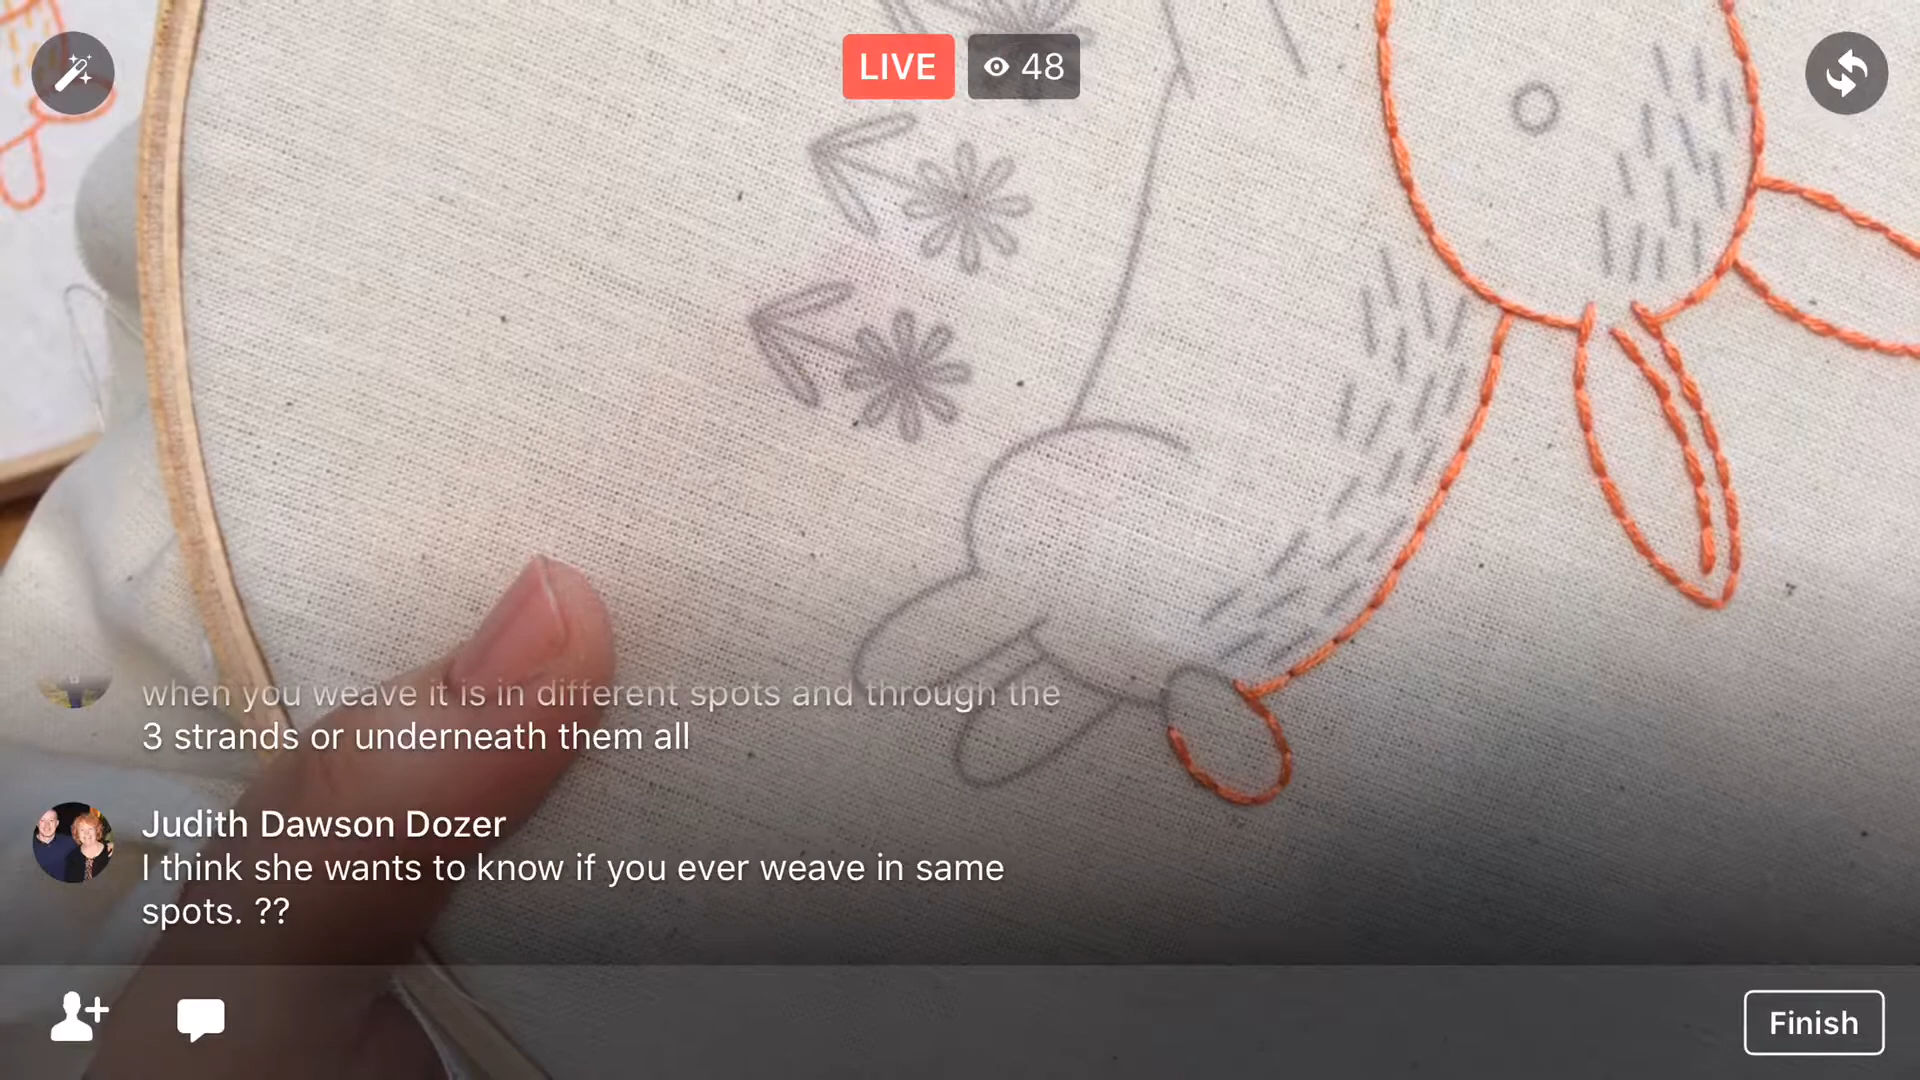 LIVE 48
when you weave it is in different spots and through the
3 strands or underneath them all
Judith Dawson Dozer
I think she wants to know if you ever weave in same
spots. ??
Finish